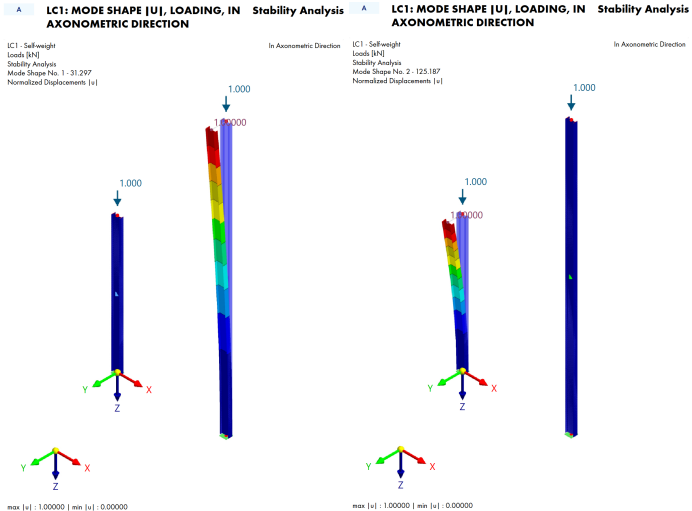 A
LC1: MODE SHAPE |U|, LOADING, IN
AXONOMETRIC DIRECTION
Stability Analysis
LC1 - Self-weight
Loads [kN]
Stability Analysis
Mode Shape No. 1 - 31.297
Normalized Displacements |u|
In Axonometric Direction
1.000
1.00000
1.000
Y
X
Z
Y
X
Z
max |u| : 1.00000 | min |u| : 0.00000
A
LC1: MODE SHAPE |U|, LOADING, IN
AXONOMETRIC DIRECTION
Stability Analysis
LC1 - Self-weight
Loads [kN]
Stability Analysis
Mode Shape No. 2 - 125.187
Normalized Displacements |u|
In Axonometric Direction
1.000
1.000
1.00000
Y
X
Z
Y
X
Z
max |u| : 1.00000 | min |u| : 0.00000